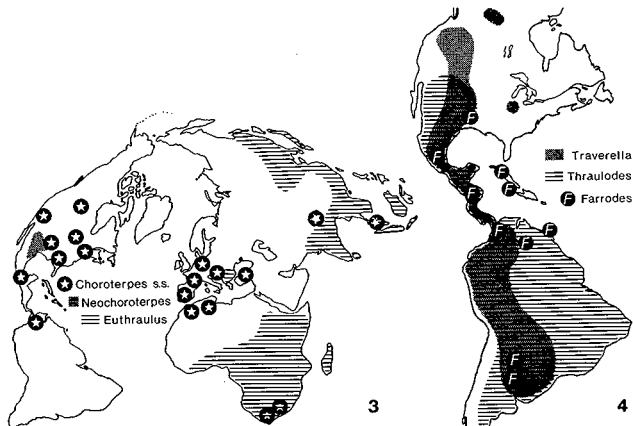 Choroterpes s.s.
Neochoroterpes
Euthraulus
3
Traverella
Thraulodes
F Farrodes
F
F
F
F
F
F
F
F
F
F
F
4